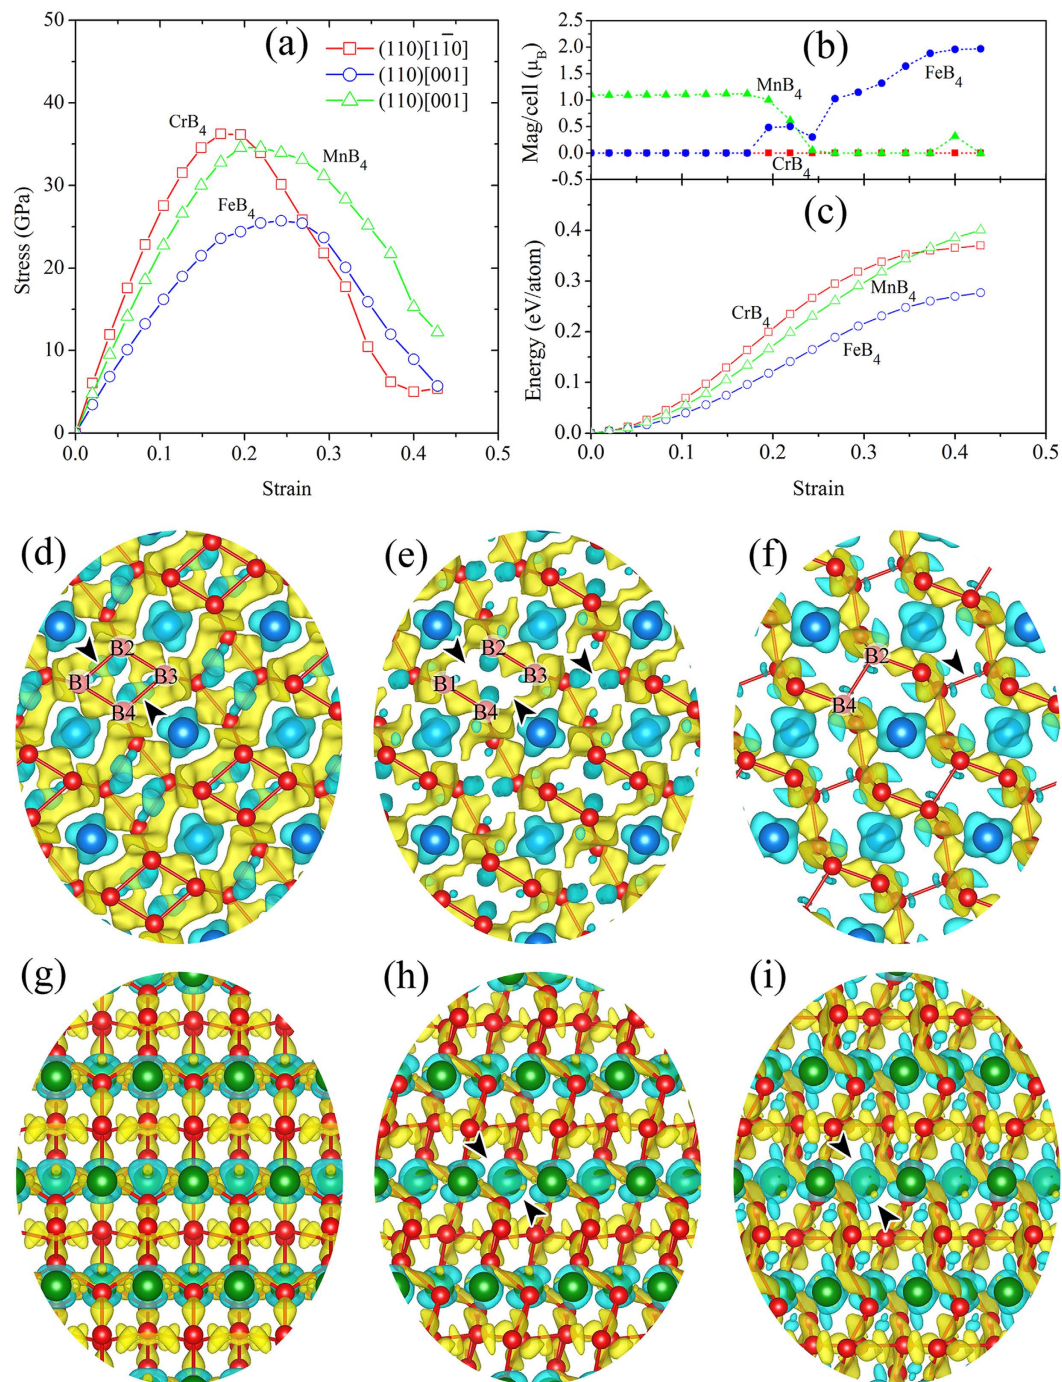 (a)
(110)[1\overline{1}0]
(110)[001]
(110)[001]
CrB₄
MnB₄
FeB₄
50
40
30
20
10
0
Stress (GPa)
0.0 0.1 0.2 0.3 0.4 0.5
Strain
(b)
MnB₄
FeB₄
CrB₄
2.5
2.0
1.5
1.0
0.5
0.0
-0.5
Mag/cell (μB)
(c)
CrB₄
MnB₄
FeB₄
0.4
0.3
0.2
0.1
0.0
Energy (eV/atom)
0.0 0.1 0.2 0.3 0.4 0.5
Strain
(d)
B2
B1
B3
B4
(e)
B2
B1
B3
B4
(f)
B2
B4
(g)
(h)
(i)